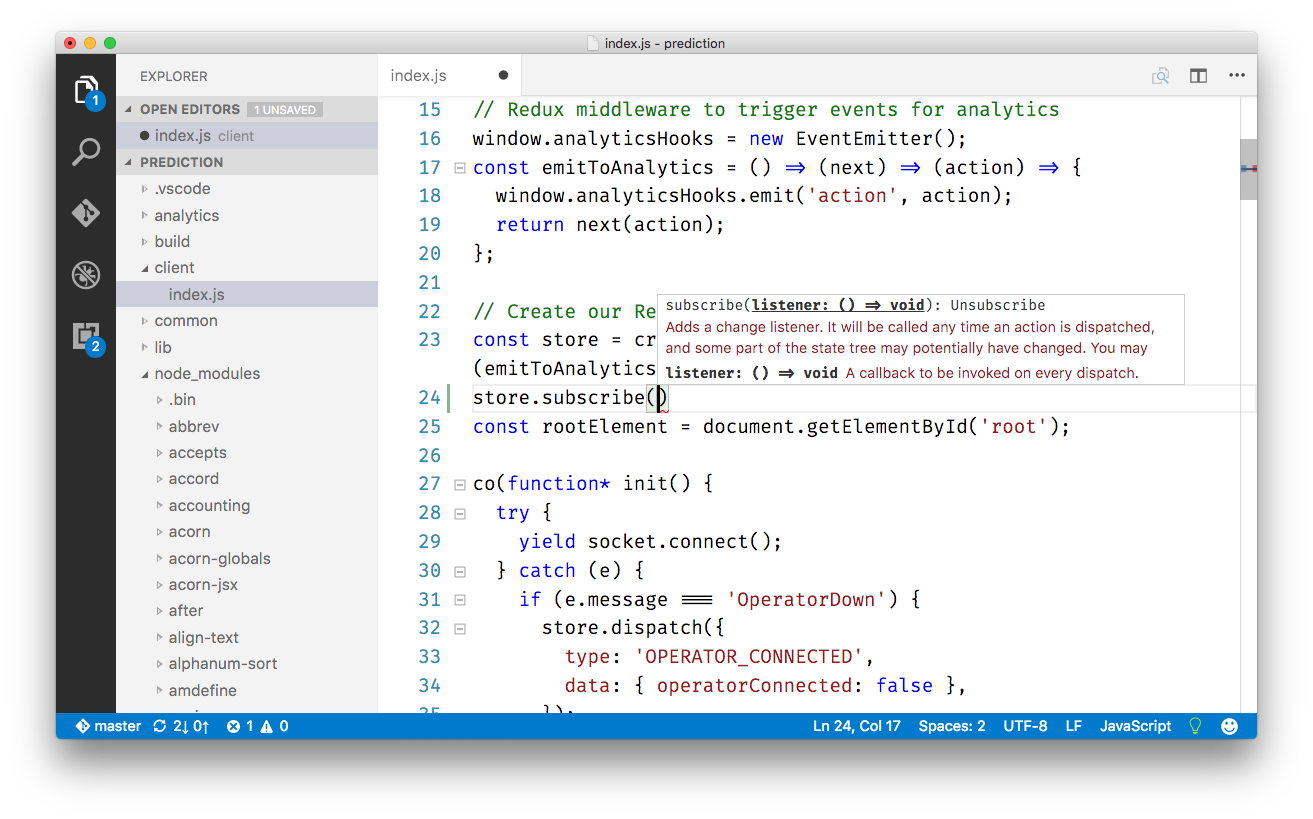 index.js - prediction
EXPLORER
OPEN EDITORS 1 UNSAVED
index.js client
PREDICTION
.vscode
analytics
build
client
index.js
common
lib
node_modules
.bin
abbrev
accepts
accord
accounting
acorn
acorn-globals
acorn-jsx
after
align-text
alphanum-sort
amdefine
1
2
index.js
15 // Redux middleware to trigger events for analytics
16 window.analyticsHooks = new EventEmitter();
17 const emitToAnalytics = () => (next) => (action) => {
18 window.analyticsHooks.emit('action', action);
19 return next(action);
20 };
21
22 // Create our Re
23 const store = cr
(emitToAnalytics
subscribe(listener: () => void): Unsubscribe
Adds a change listener. It will be called any time an action is dispatched,
and some part of the state tree may potentially have changed. You may
listener: () => void A callback to be invoked on every dispatch.
24 store.subscribe()
25 const rootElement = document.getElementById('root');
26
27 co(function* init() {
28 try {
29 yield socket.connect();
30 } catch (e) {
31 if (e.message === 'OperatorDown') {
32 store.dispatch({
33 type: 'OPERATOR_CONNECTED',
34 data: { operatorConnected: false },
35 });
master 2↓ 0↑ 1 0 Ln 24, Col 17 Spaces: 2 UTF-8 LF JavaScript